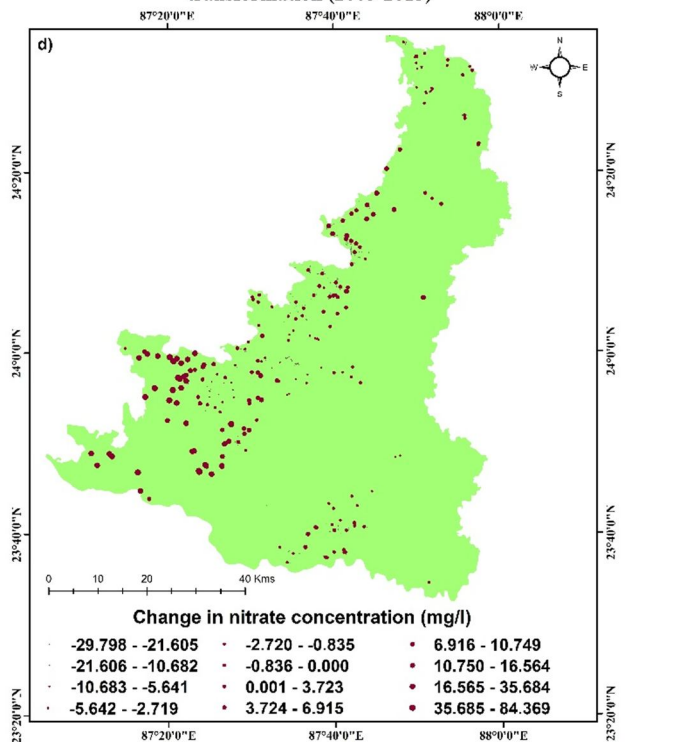 87°20'0"E 87°40'0"E 88°0'0"E
d)
N
W E
S
24°20'0"N 24°20'0"N
24°0'0"N 24°0'0"N
23°40'0"N 23°40'0"N
0 10 20 40 Kms
Change in nitrate concentration (mg/l)
-29.798 - -21.605 -2.720 - -0.835 6.916 - 10.749
-21.606 - -10.682 -0.836 - 0.000 10.750 - 16.564
-10.683 - -5.641 0.001 - 3.723 16.565 - 35.684
-5.642 - -2.719 3.724 - 6.915 35.685 - 84.369
23°20'0"N 23°20'0"N
87°20'0"E 87°40'0"E 88°0'0"E